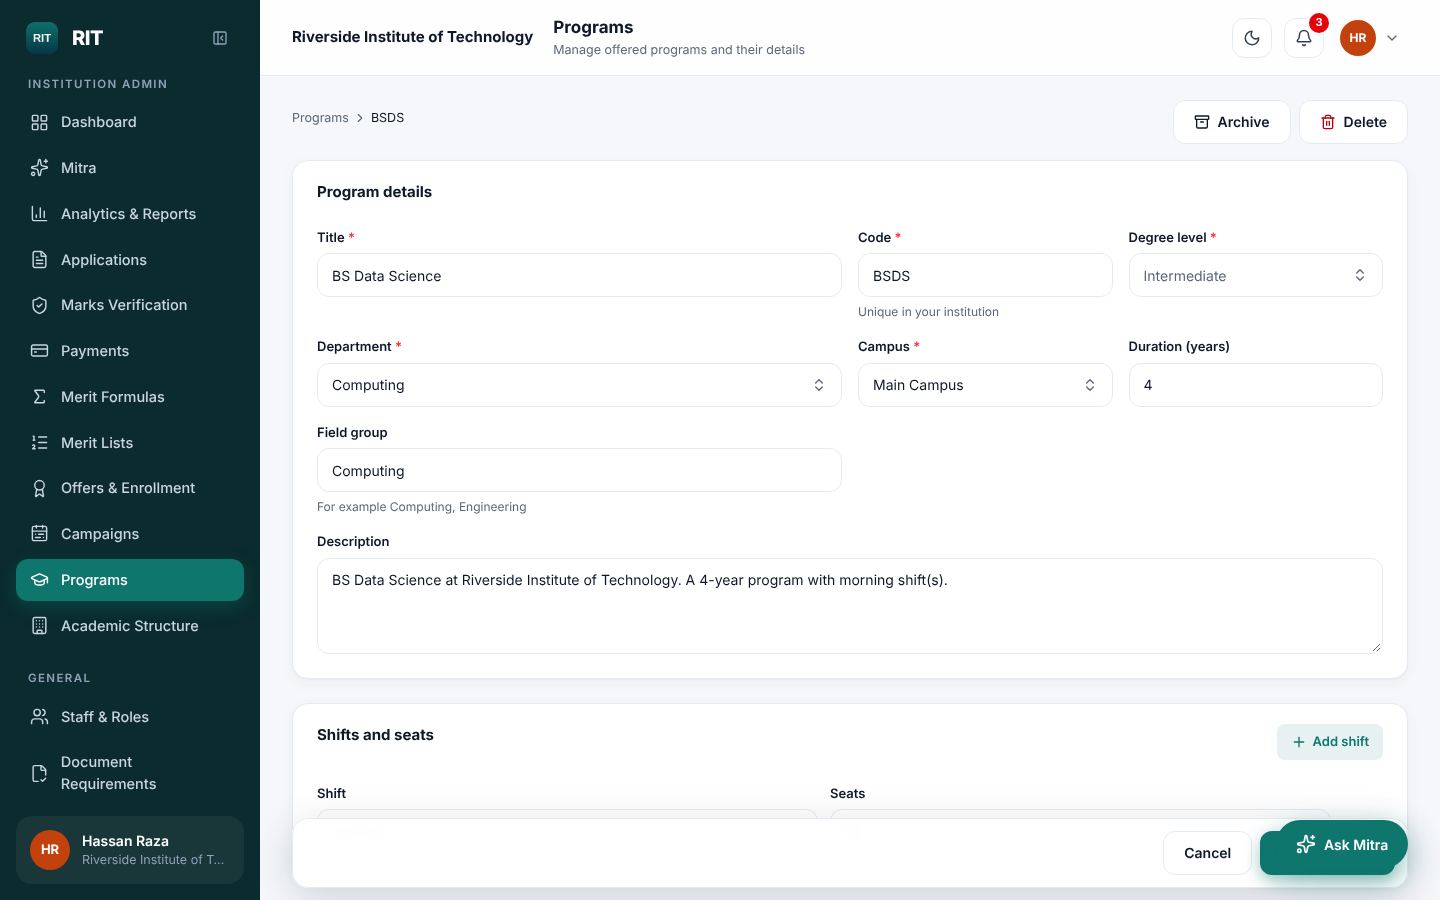 RIT
RIT
INSTITUTION ADMIN
Dashboard
Mitra
Analytics & Reports
Applications
Marks Verification
Payments
Merit Formulas
Merit Lists
Offers & Enrollment
Campaigns
Programs
Academic Structure
GENERAL
Staff & Roles
Document
Requirements
HR
Hassan Raza
Riverside Institute of T...
Riverside Institute of Technology
Programs
Manage offered programs and their details
3
HR
Programs > BSDS
Archive
Delete
Program details
Title *
BS Data Science
Code *
BSDS
Unique in your institution
Degree level *
Intermediate
Department *
Computing
Campus *
Main Campus
Duration (years)
4
Field group
Computing
For example Computing, Engineering
Description
BS Data Science at Riverside Institute of Technology. A 4-year program with morning shift(s).
Shifts and seats
+ Add shift
Shift
Seats
Cancel
Ask Mitra